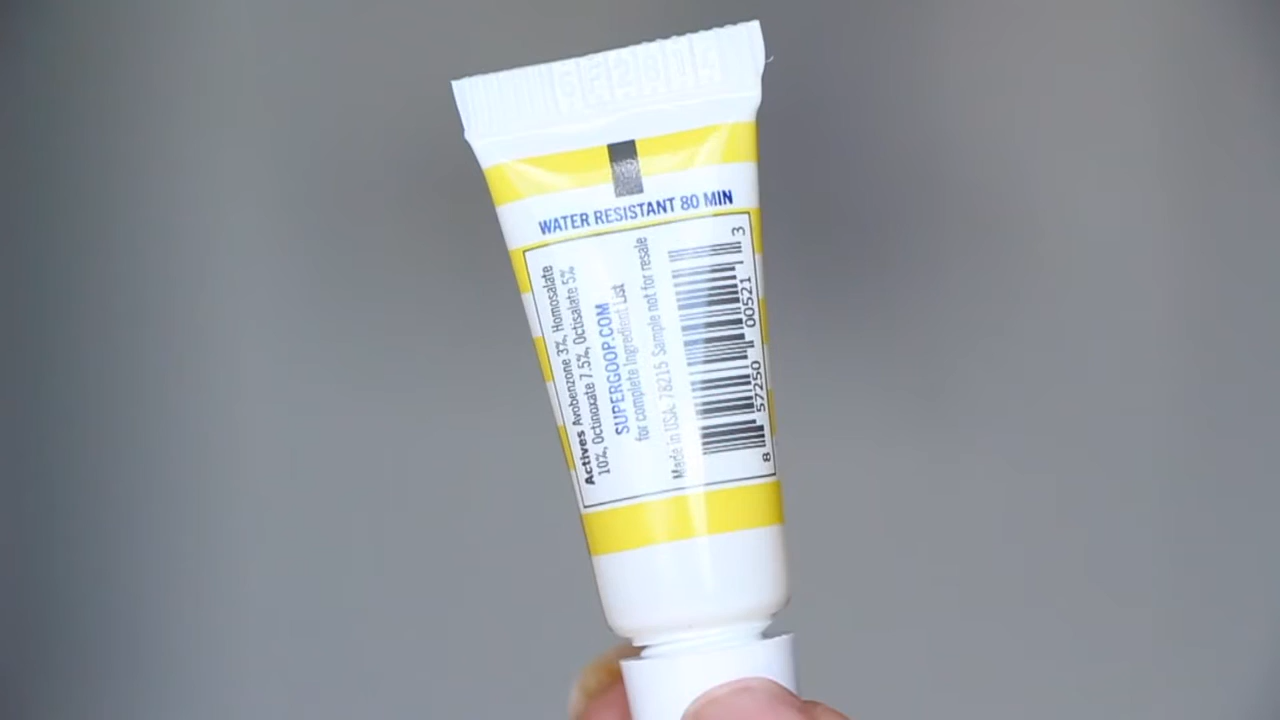 WATER RESISTANT 80 MIN
Actives Avobenzone 3%, Homosalate
10%, Octinoxate 7.5%, Octisalate 5%
SUPERGOOP.COM
for complete Ingredient List
Made in USA. 78215 Sample not for resale
8 57250 00521 3